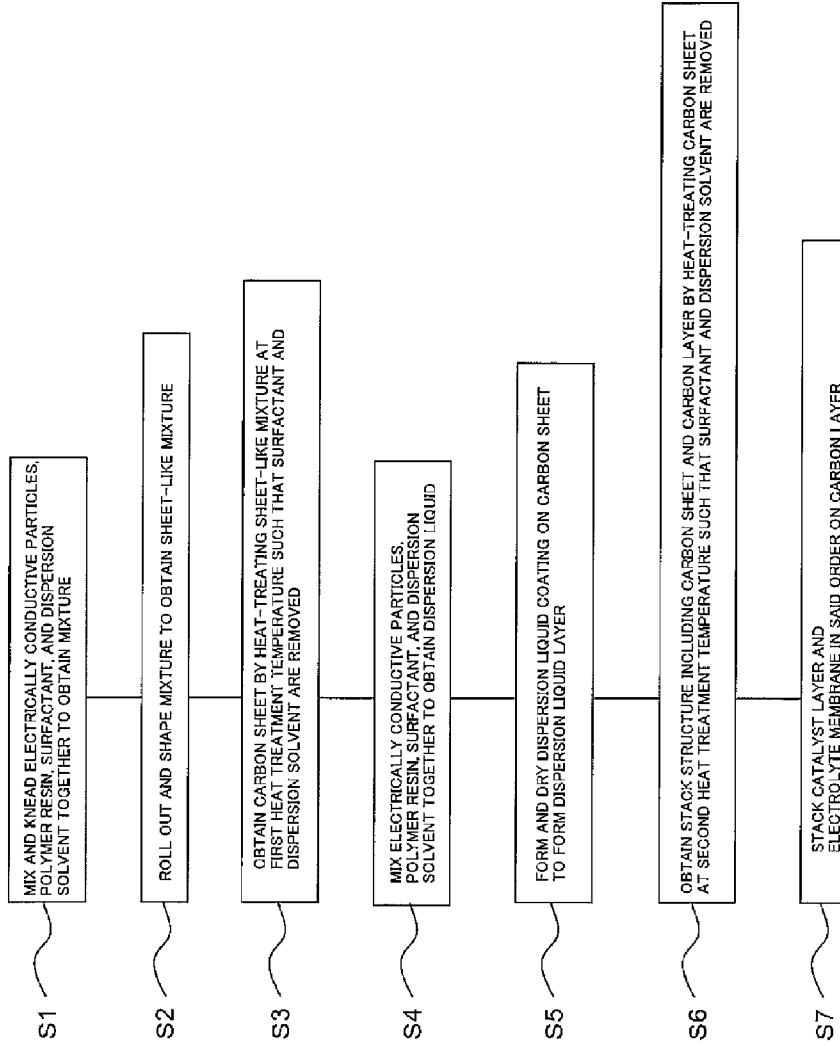 S1
MIX AND KNEAD ELECTRICALLY CONDUCTIVE PARTICLES,
POLYMER RESIN, SURFACTANT, AND DISPERSION
SOLVENT TOGETHER TO OBTAIN MIXTURE
S2
ROLL OUT AND SHAPE MIXTURE TO OBTAIN SHEET-LIKE MIXTURE
S3
OBTAIN CARBON SHEET BY HEAT-TREATING SHEET-LIKE MIXTURE AT
FIRST HEAT TREATMENT TEMPERATURE SUCH THAT SURFACTANT AND
DISPERSION SOLVENT ARE REMOVED
S4
MIX ELECTRICALLY CONDUCTIVE PARTICLES,
POLYMER RESIN, SURFACTANT, AND DISPERSION
SOLVENT TOGETHER TO OBTAIN DISPERSION LIQUID
S5
FORM AND DRY DISPERSION LIQUID COATING ON CARBON SHEET
TO FORM DISPERSION LIQUID LAYER
S6
OBTAIN STACK STRUCTURE INCLUDING CARBON SHEET AND CARBON LAYER BY HEAT-TREATING CARBON SHEET
AT SECOND HEAT TREATMENT TEMPERATURE SUCH THAT SURFACTANT AND DISPERSION SOLVENT ARE REMOVED
S7
STACK CATALYST LAYER AND
ELECTROLYTE MEMBRANE IN SAID ORDER ON CARBON LAYER